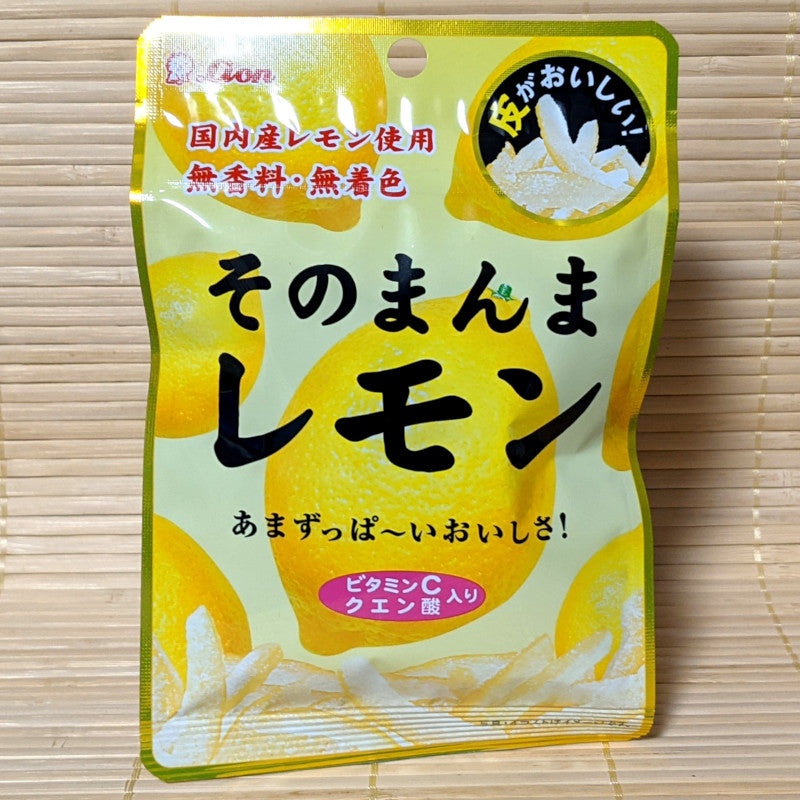 Lion
国内産レモン使用
無香料・無着色
皮がおいしい!
そのまんま
レモン
あまずっぱ〜いおいしさ!
ビタミンC
クエン酸
入り